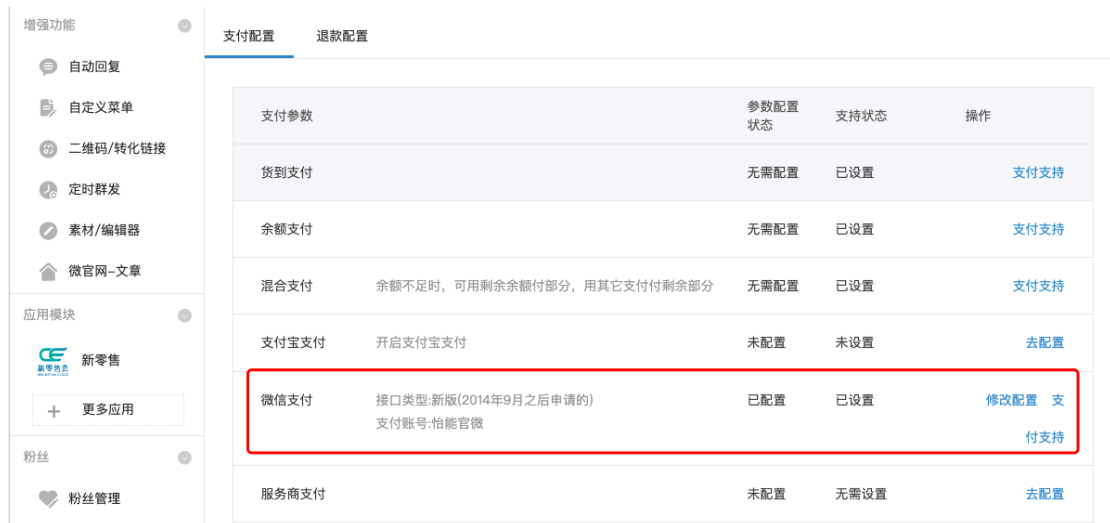 增强功能
自动回复
自定义菜单
二维码/转化链接
定时群发
素材/编辑器
微官网-文章
应用模块
新零售
更多应用
粉丝
粉丝管理
支付配置 退款配置
支付参数 参数配置状态 支持状态 操作
货到支付 无需配置 已设置 支付支持
余额支付 无需配置 已设置 支付支持
混合支付 余额不足时，可用剩余余额付部分，用其它支付付剩余部分 无需配置 已设置 支付支持
支付宝支付 开启支付宝支付 未配置 未设置 去配置
微信支付 接口类型:新版(2014年9月之后申请的) 已配置 已设置 修改配置 支
支付账号:怡能官微 付支持
服务商支付 未配置 无需设置 去配置